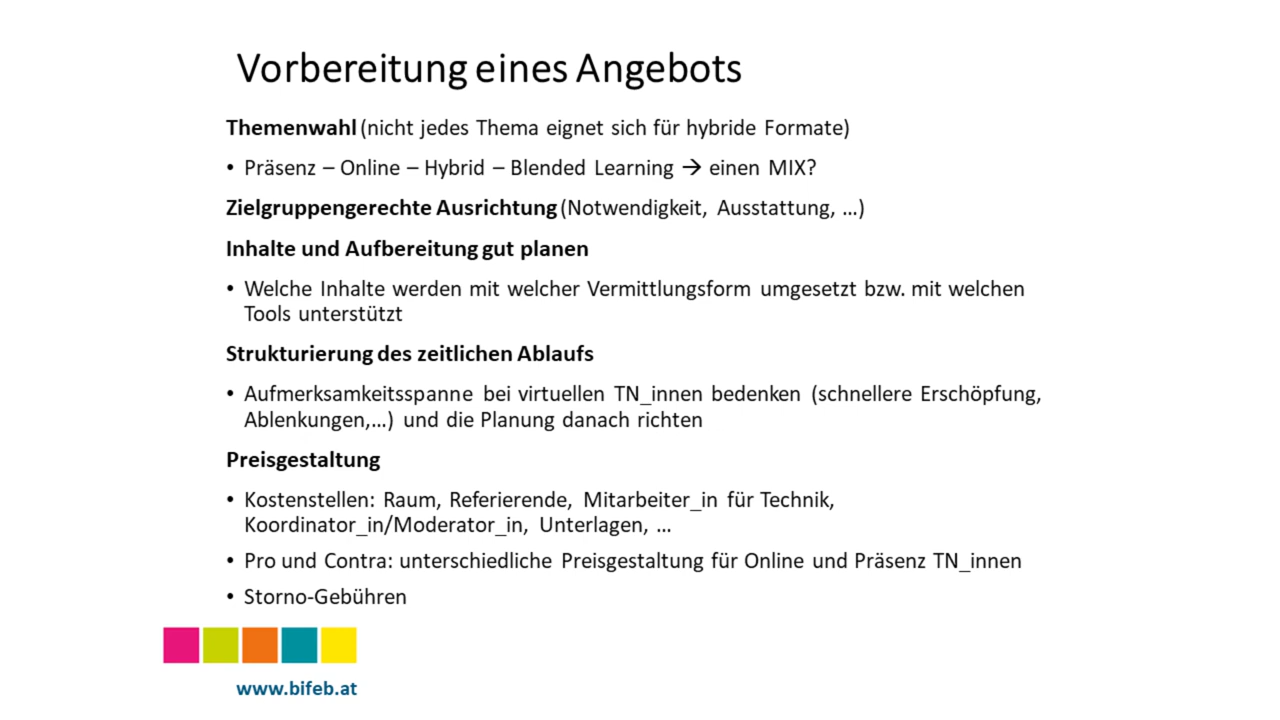 Vorbereitung eines Angebots
Themenwahl (nicht jedes Thema eignet sich für hybride Formate)
• Präsenz – Online – Hybrid – Blended Learning → einen MIX?
Zielgruppengerechte Ausrichtung (Notwendigkeit, Ausstattung, …)
Inhalte und Aufbereitung gut planen
• Welche Inhalte werden mit welcher Vermittlungsform umgesetzt bzw. mit welchen
Tools unterstützt
Strukturierung des zeitlichen Ablaufs
• Aufmerksamkeitsspanne bei virtuellen TN_innen bedenken (schnellere Erschöpfung,
Ablenkungen,…) und die Planung danach richten
Preisgestaltung
• Kostenstellen: Raum, Referierende, Mitarbeiter_in für Technik,
Koordinator_in/Moderator_in, Unterlagen, …
• Pro und Contra: unterschiedliche Preisgestaltung für Online und Präsenz TN_innen
• Storno-Gebühren
www.bifeb.at